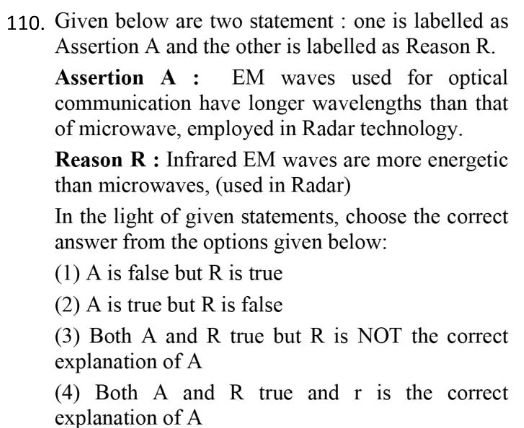 110. Given below are two statement : one is labelled as
Assertion A and the other is labelled as Reason R.
Assertion A : EM waves used for optical
communication have longer wavelengths than that
of microwave, employed in Radar technology.
Reason R : Infrared EM waves are more energetic
than microwaves, (used in Radar)
In the light of given statements, choose the correct
answer from the options given below:
(1) A is false but R is true
(2) A is true but R is false
(3) Both A and R true but R is NOT the correct
explanation of A
(4) Both A and R true and r is the correct
explanation of A